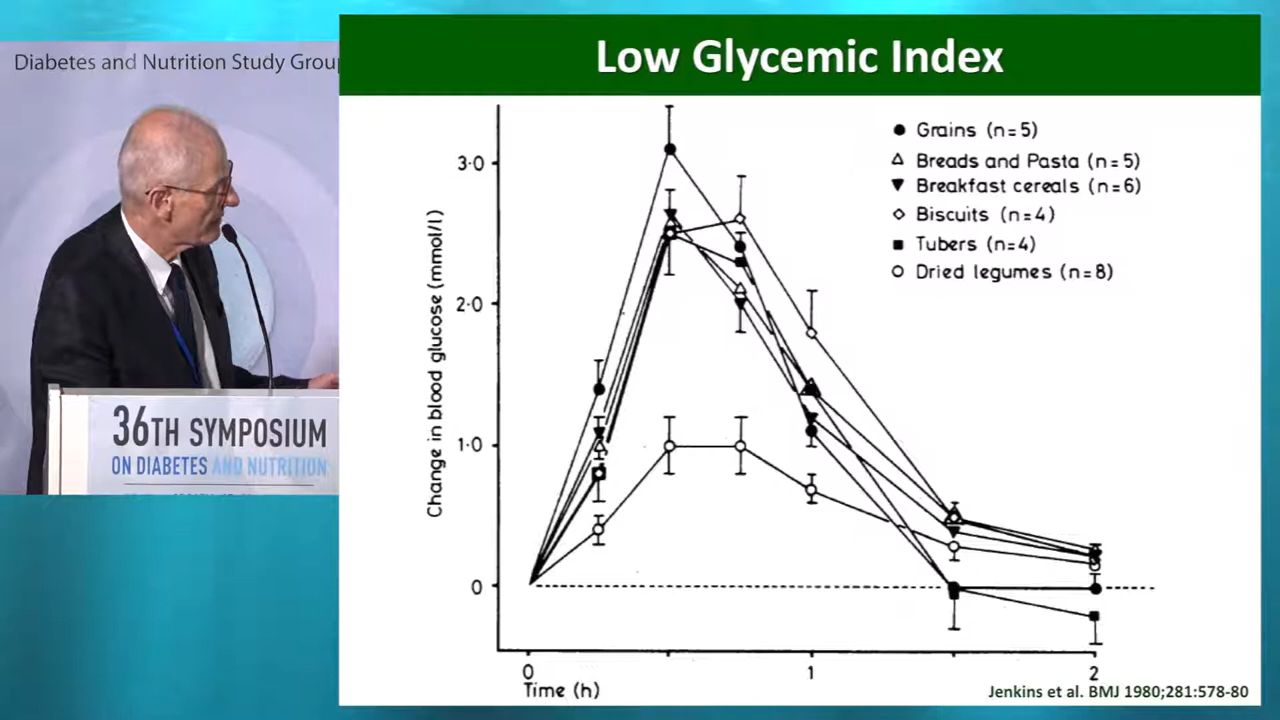 Diabetes and Nutrition Study Grou
36TH SYMPOSIUM
ON DIABETES AND NUTRITION
Low Glycemic Index
Grains (n=5)
Breads and Pasta (n=5)
Breakfast cereals (n=6)
Biscuits (n=4)
Tubers (n=4)
Dried legumes (n=8)
Change in blood glucose (mmol/l)
3·0
2·0
1·0
0
0
1
2
Time (h)
Jenkins et al. BMJ 1980;281:578-80